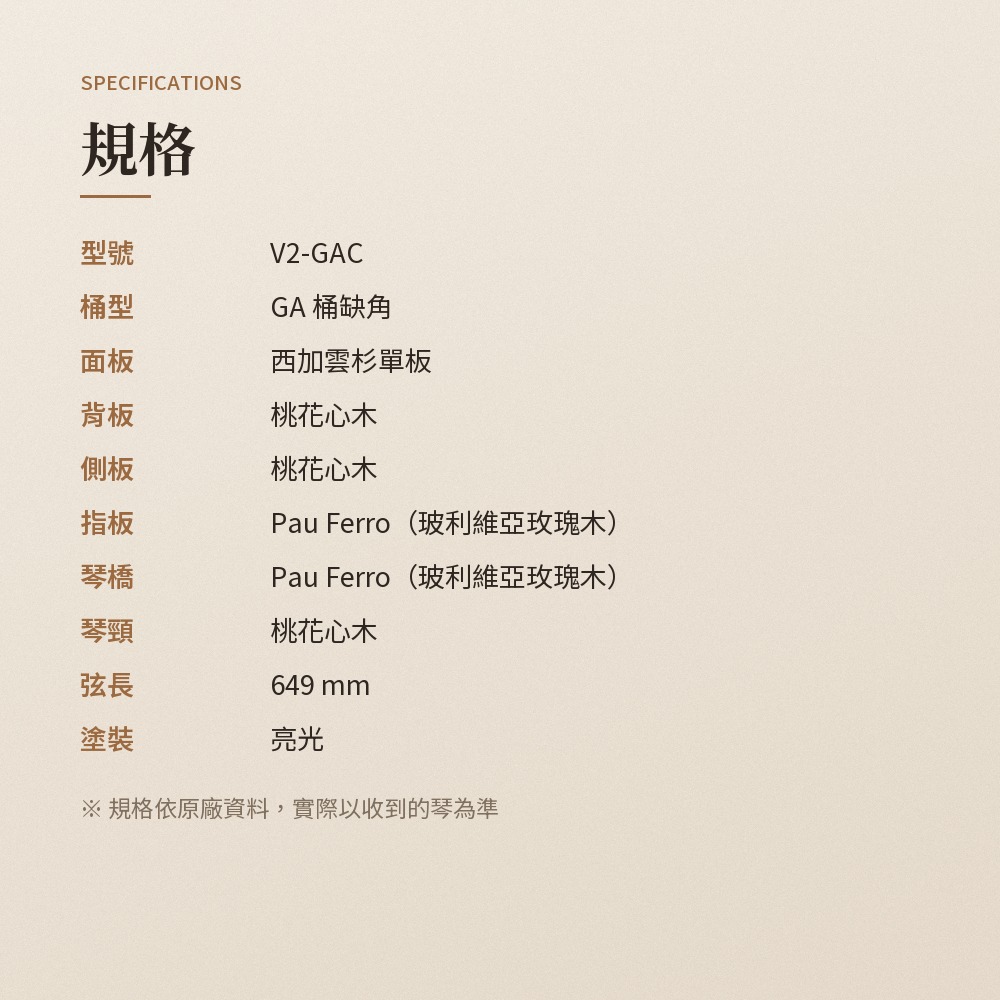 SPECIFICATIONS
規格
型號 V2-GAC
桶型 GA 桶缺角
面板 西加雲杉單板
背板 桃花心木
側板 桃花心木
指板 Pau Ferro（玻利維亞玫瑰木）
琴橋 Pau Ferro（玻利維亞玫瑰木）
琴頸 桃花心木
弦長 649 mm
塗裝 亮光
※ 規格依原廠資料，實際以收到的琴為準